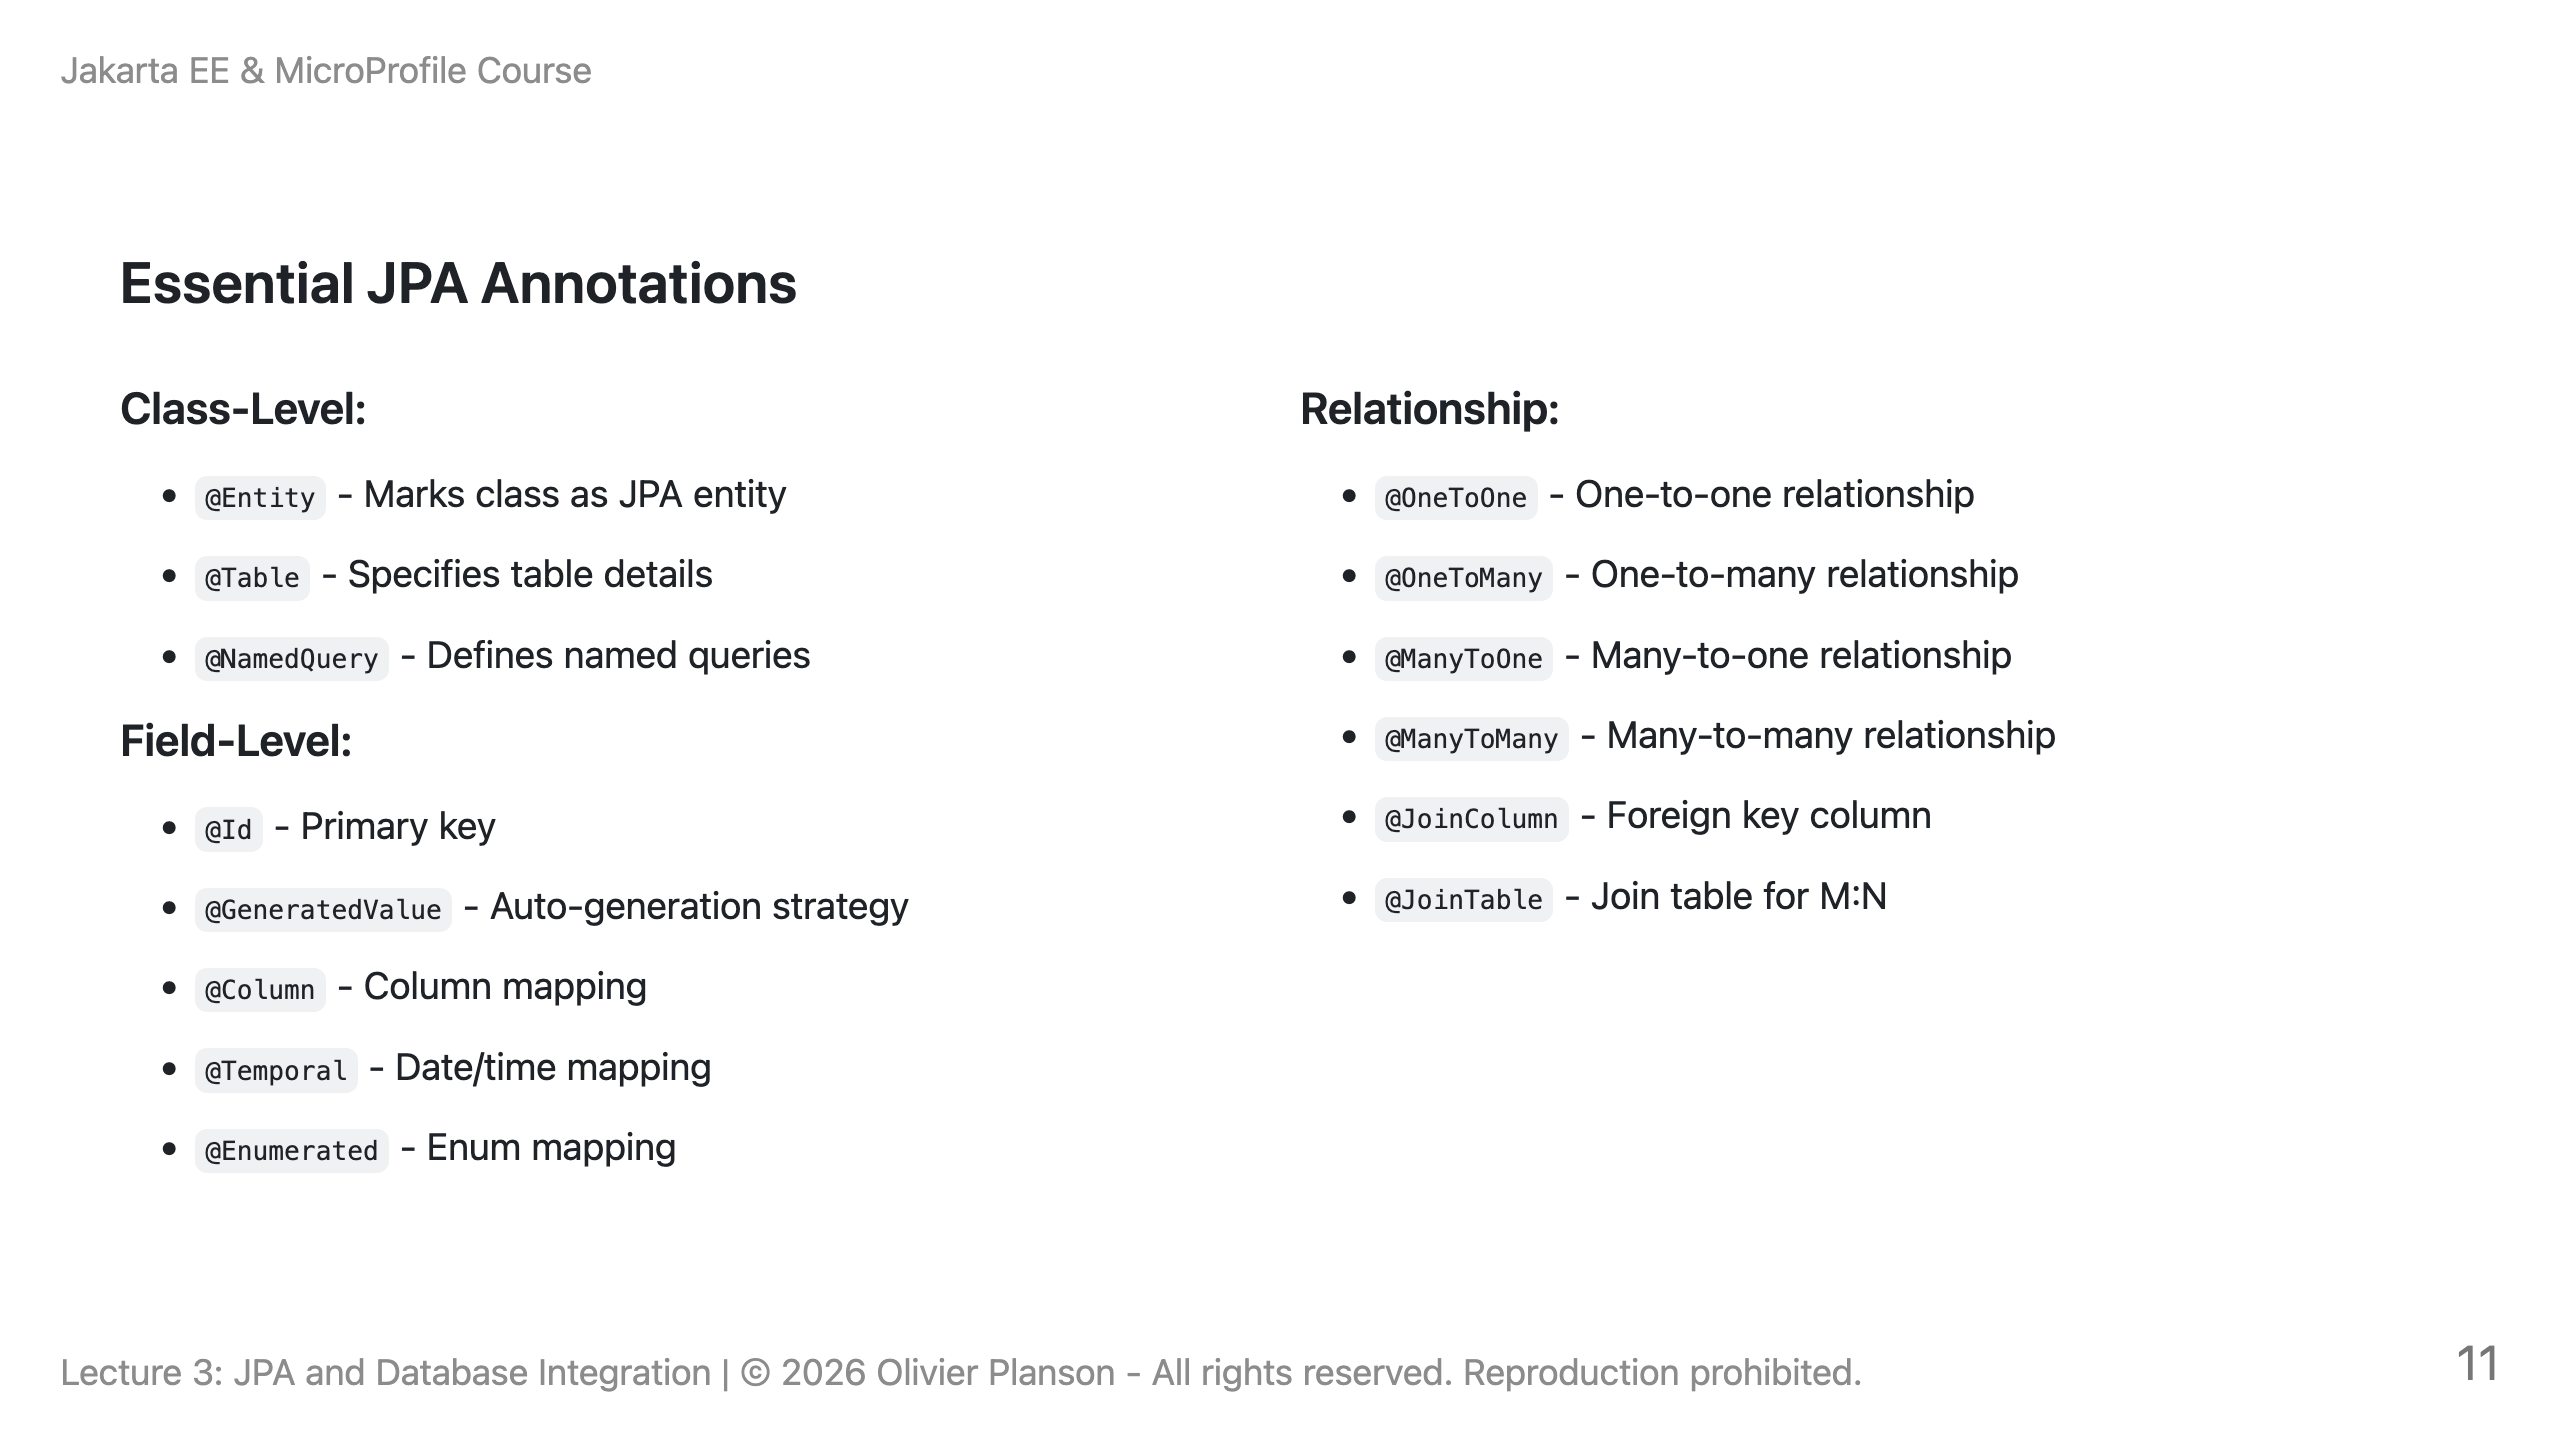 Jakarta EE & MicroProfile Course
Essential JPA Annotations
Class-Level:
• @Entity - Marks class as JPA entity
• @Table - Specifies table details
• @NamedQuery - Defines named queries
Field-Level:
• @Id - Primary key
• @GeneratedValue - Auto-generation strategy
• @Column - Column mapping
• @Temporal - Date/time mapping
• @Enumerated - Enum mapping
Relationship:
• @OneToOne - One-to-one relationship
• @OneToMany - One-to-many relationship
• @ManyToOne - Many-to-one relationship
• @ManyToMany - Many-to-many relationship
• @JoinColumn - Foreign key column
• @JoinTable - Join table for M:N
Lecture 3: JPA and Database Integration | © 2026 Olivier Planson - All rights reserved. Reproduction prohibited.
11